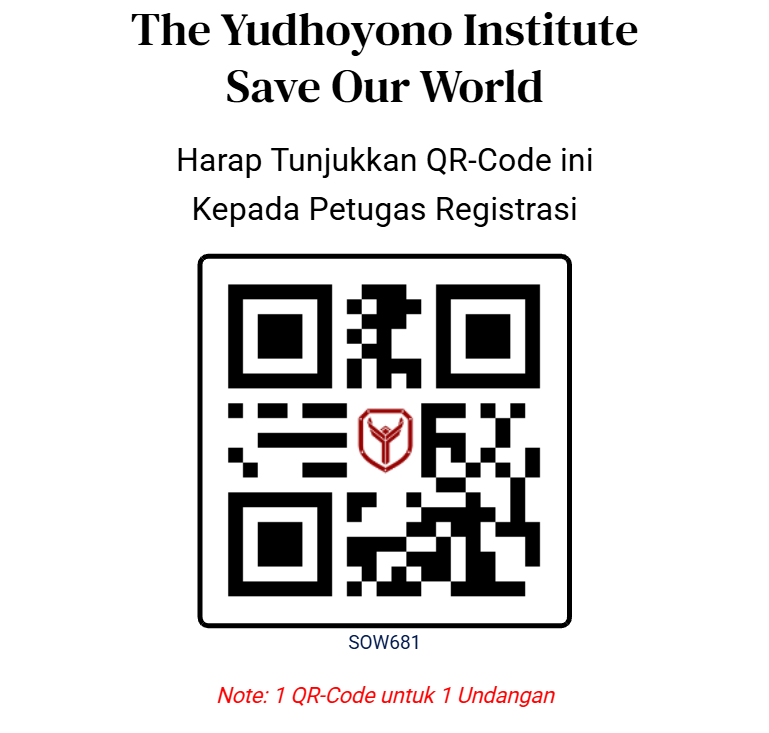 The Yudhoyono Institute
Save Our World
Harap Tunjukkan QR-Code ini
Kepada Petugas Registrasi
SOW681
Note: 1 QR-Code untuk 1 Undangan